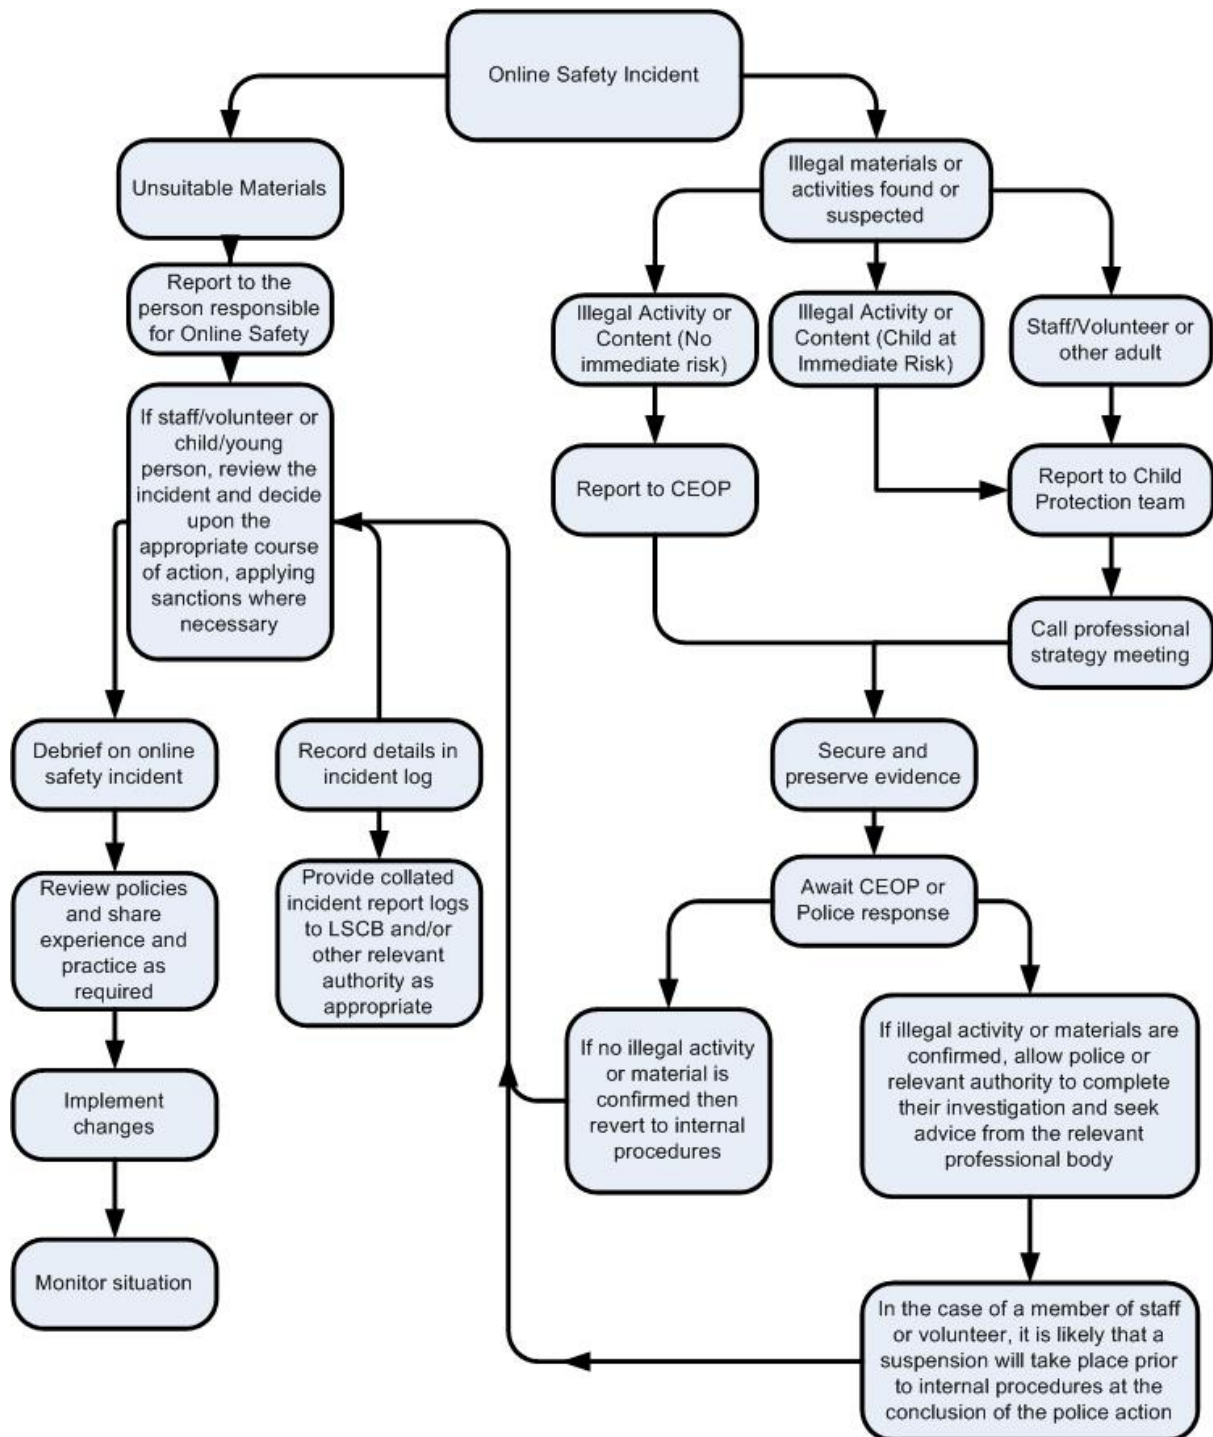 Online Safety Incident
Unsuitable Materials
Report to the
person responsible
for Online Safety
If staff/volunteer or
child/young
person, review the
incident and decide
upon the
appropriate course
of action, applying
sanctions where
necessary
Debrief on online
safety incident
Review policies
and share
experience and
practice as
required
Implement
changes
Monitor situation
Record details in
incident log
Provide collated
incident report logs
to LSCB and/or
other relevant
authority as
appropriate
Illegal materials or
activities found or
suspected
Illegal Activity or
Content (No
immediate risk)
Illegal Activity or
Content (Child at
Immediate Risk)
Staff/Volunteer or
other adult
Report to CEOP
Report to Child
Protection team
Call professional
strategy meeting
Secure and
preserve evidence
Await CEOP or
Police response
If no illegal activity
or material is
confirmed then
revert to internal
procedures
If illegal activity or materials are
confirmed, allow police or
relevant authority to complete
their investigation and seek
advice from the relevant
professional body
In the case of a member of staff
or volunteer, it is likely that a
suspension will take place prior
to internal procedures at the
conclusion of the police action